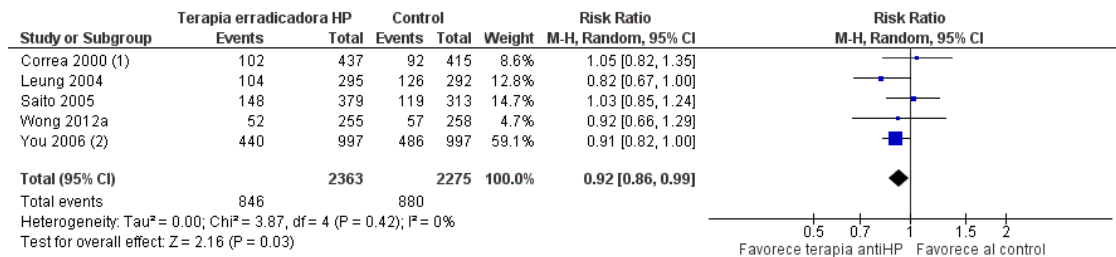 Terapia erradicadora HP Control Risk Ratio Risk Ratio
Study or Subgroup Events Total Events Total Weight M-H, Random, 95% CI M-H, Random, 95% CI
Correa 2000 (1) 102 437 92 415 8.6% 1.05 [0.82, 1.35]
Leung 2004 104 295 126 292 12.8% 0.82 [0.67, 1.00]
Saito 2005 148 379 119 313 14.7% 1.03 [0.85, 1.24]
Wong 2012a 52 255 57 258 4.7% 0.92 [0.66, 1.29]
You 2006 (2) 440 997 486 997 59.1% 0.91 [0.82, 1.00]
Total (95% CI) 2363 2275 100.0% 0.92 [0.86, 0.99]
Total events 846 880
Heterogeneity: Tau² = 0.00; Chi² = 3.87, df = 4 (P = 0.42); I² = 0%
Test for overall effect: Z = 2.16 (P = 0.03)
0.5 0.7 1 1.5 2
Favorece terapia antiHP Favorece al control